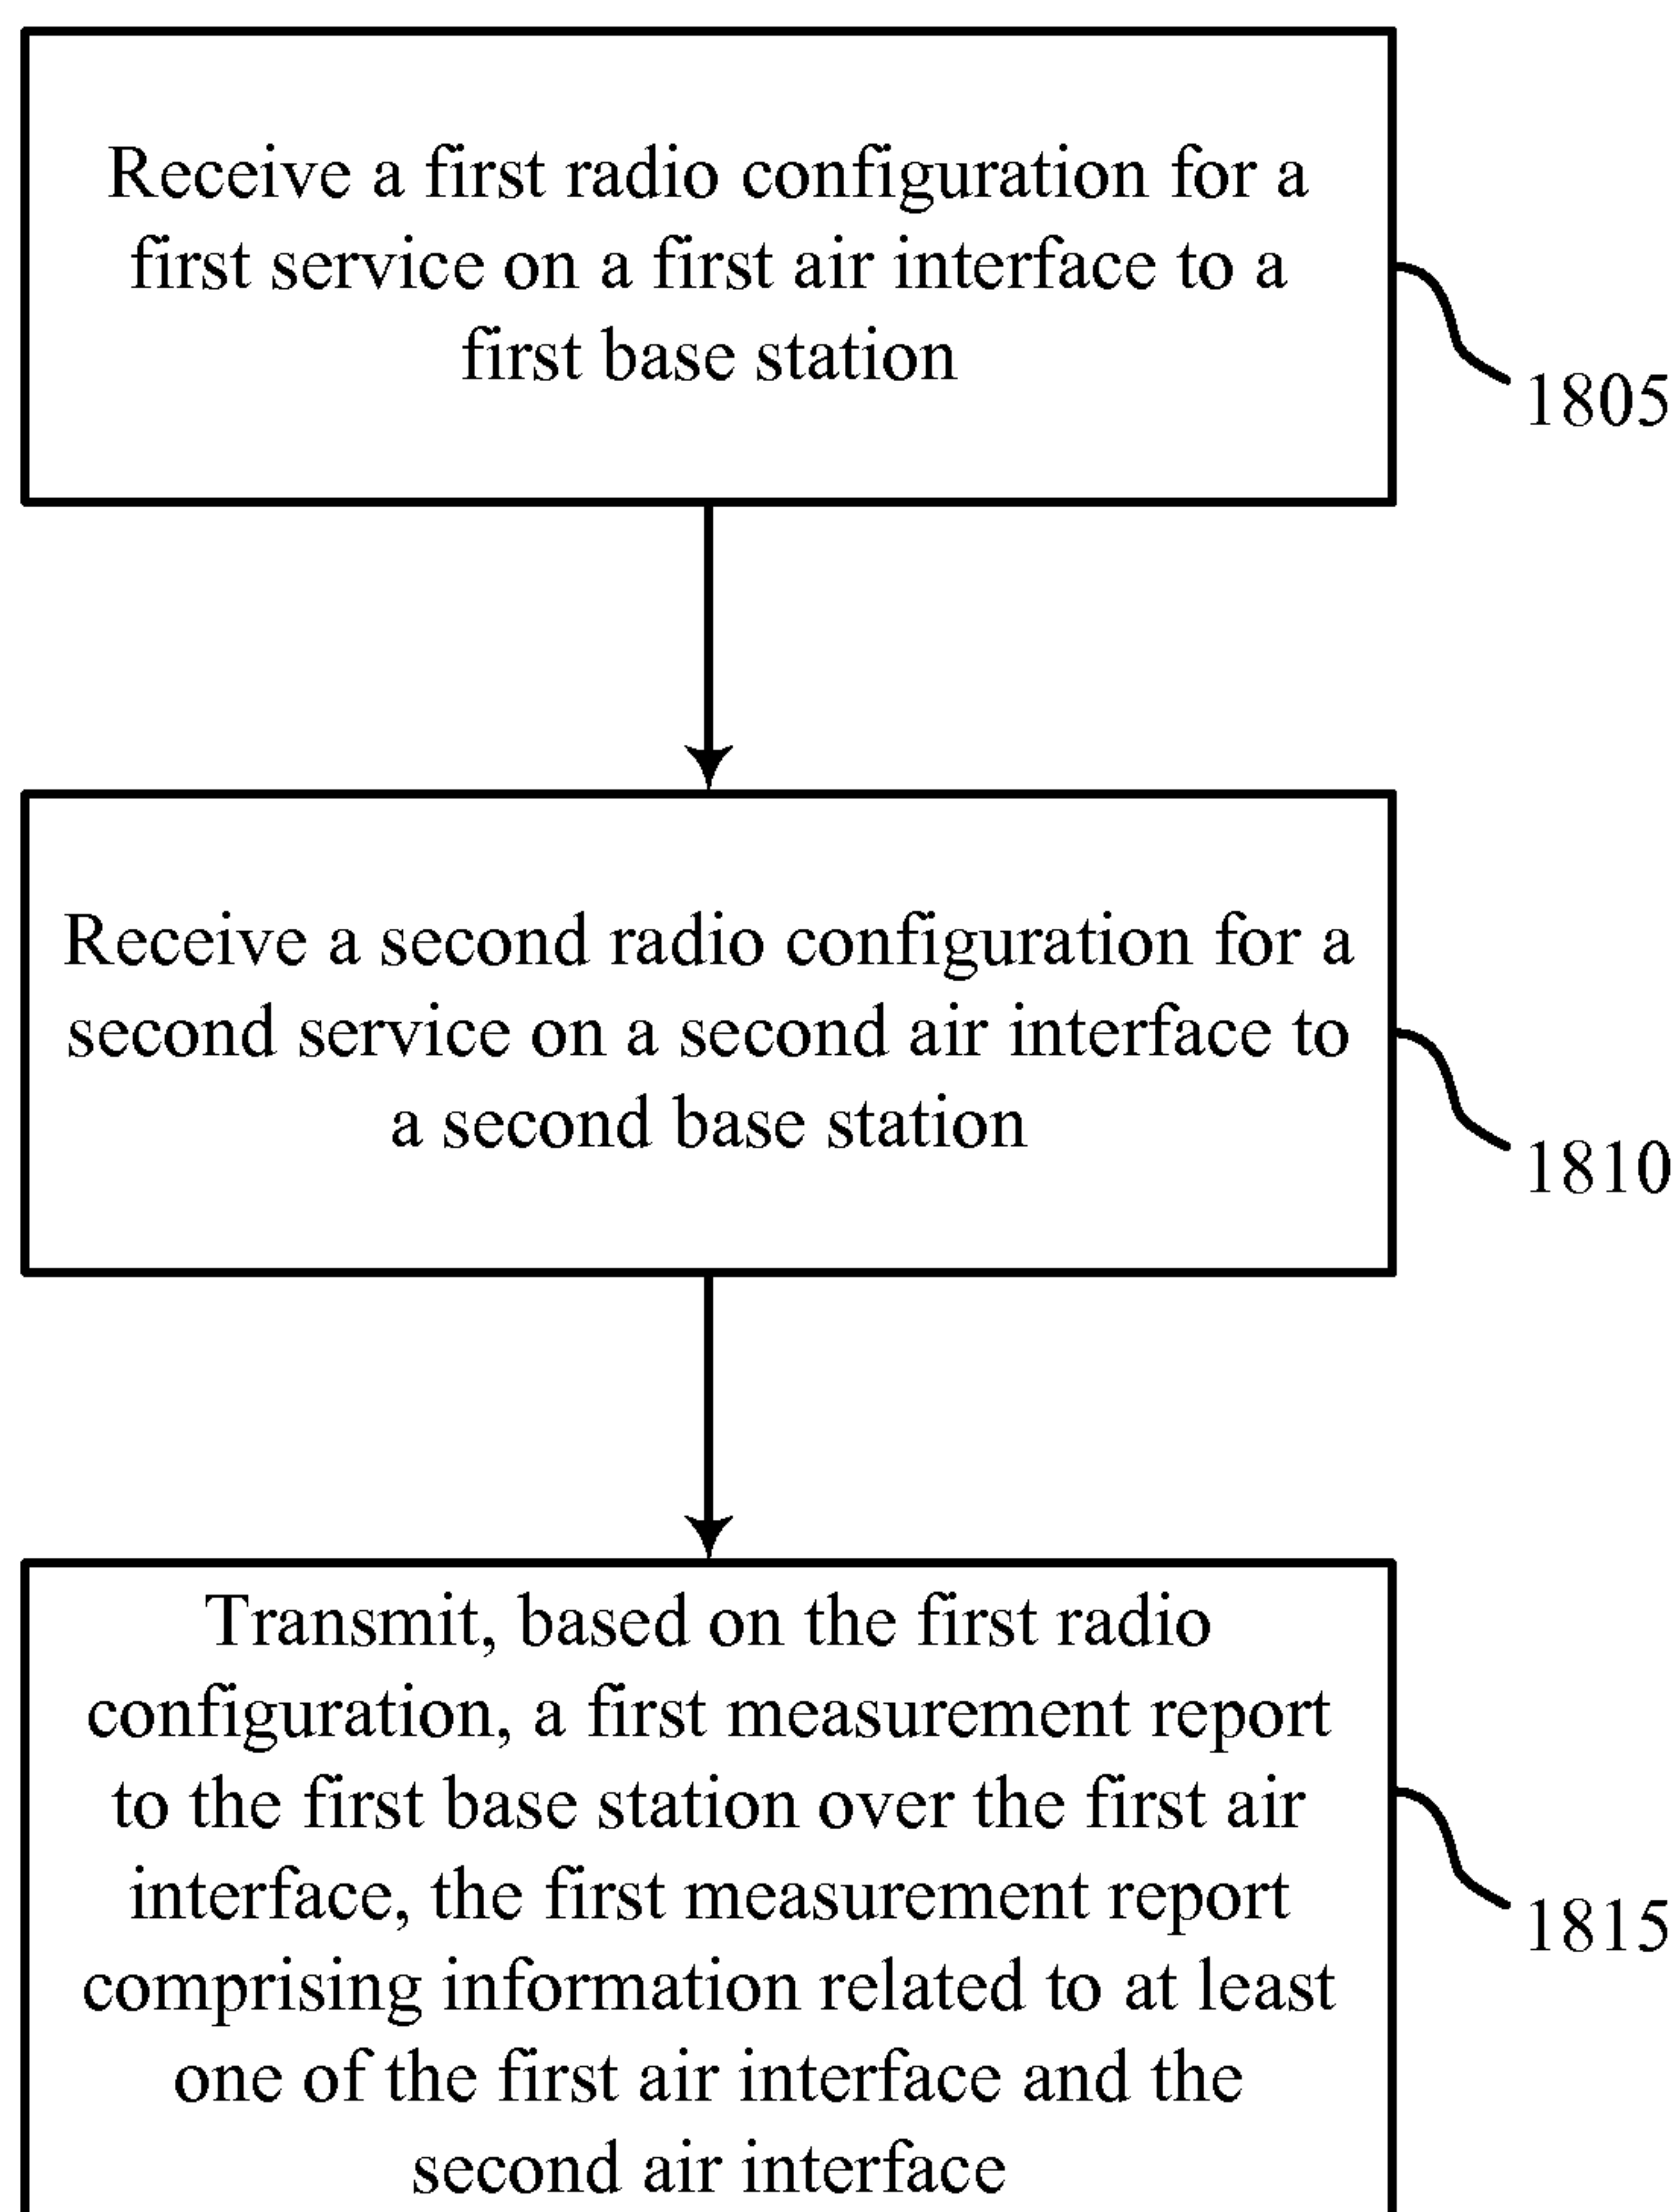 Receive a first radio configuration for a
first service on a first air interface to a
first base station
1805
Receive a second radio configuration for a
second service on a second air interface to
a second base station
1810
Transmit, based on the first radio
configuration, a first measurement report
to the first base station over the first air
interface, the first measurement report
comprising information related to at least
one of the first air interface and the
second air interface
1815